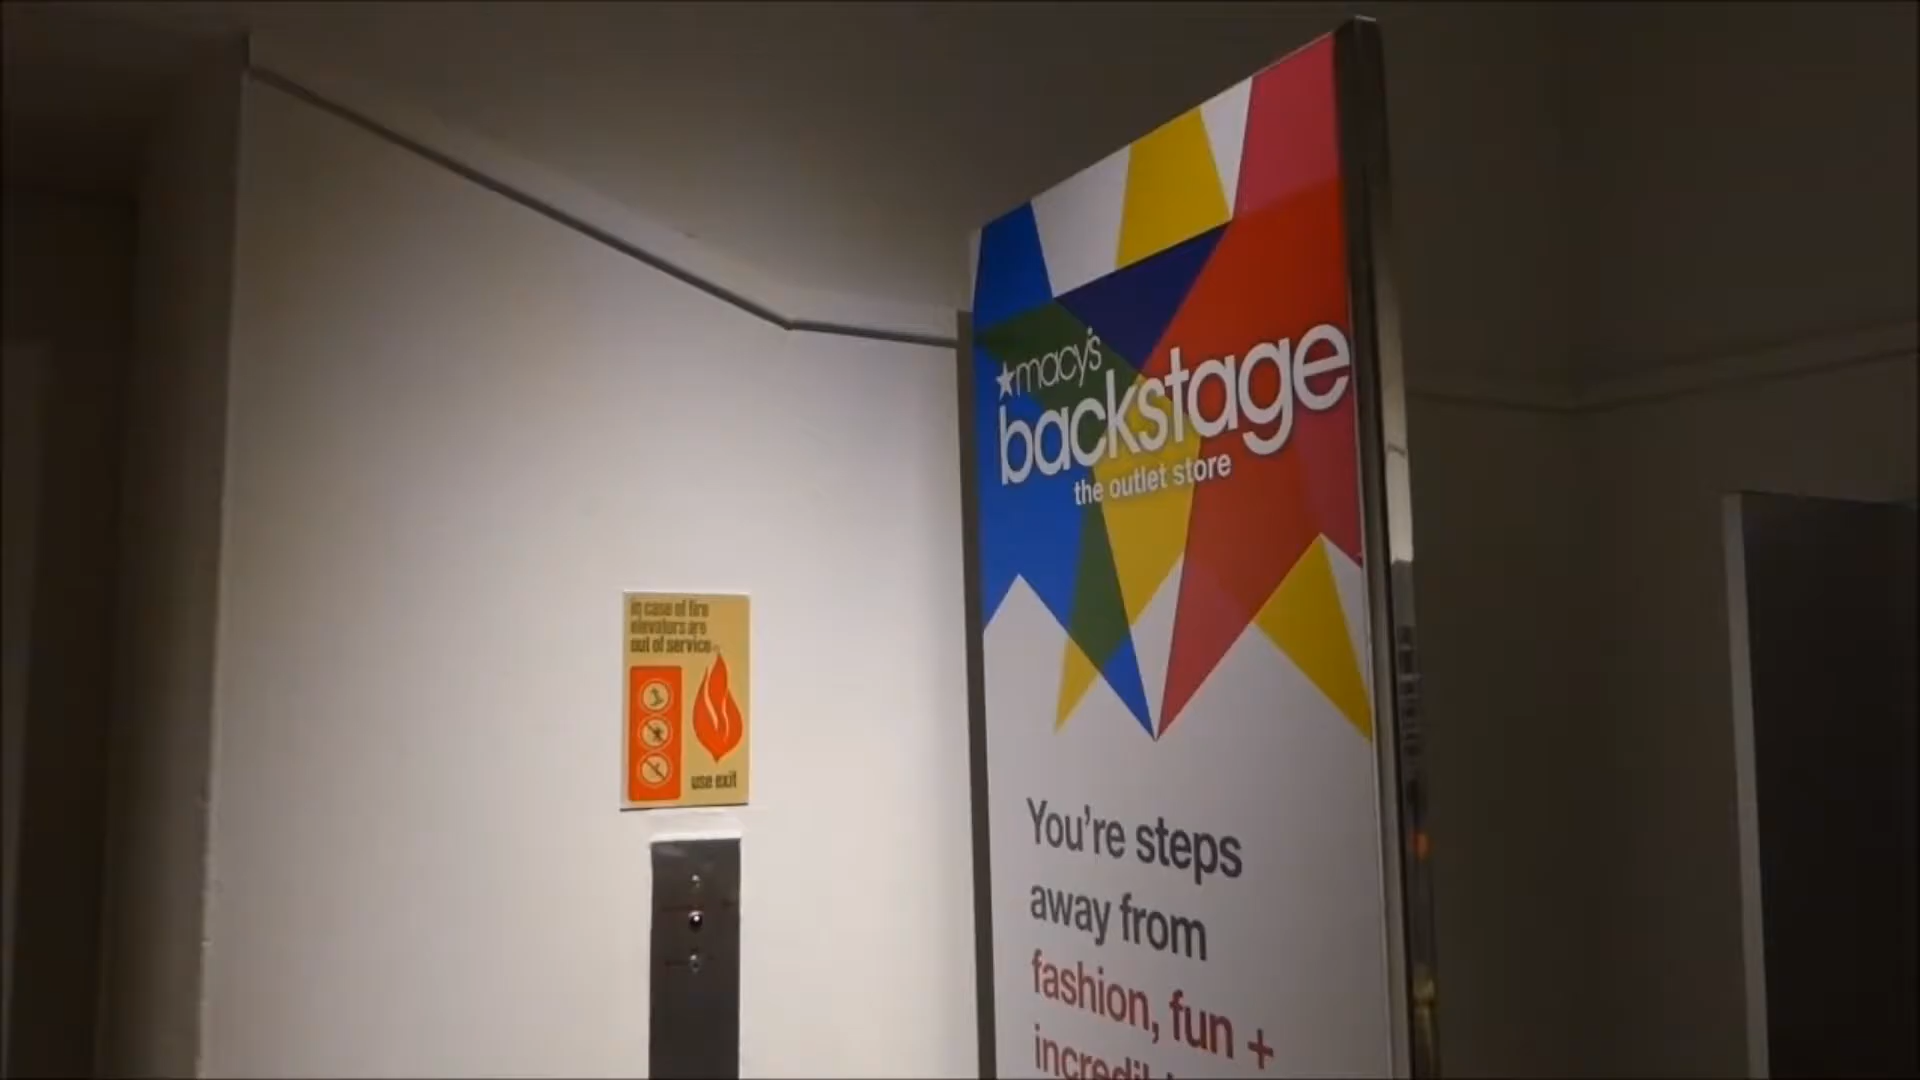 in case of fire
elevators are
out of service
use exit
macy's
backstage
the outlet store
You're steps
away from
fashion, fun +